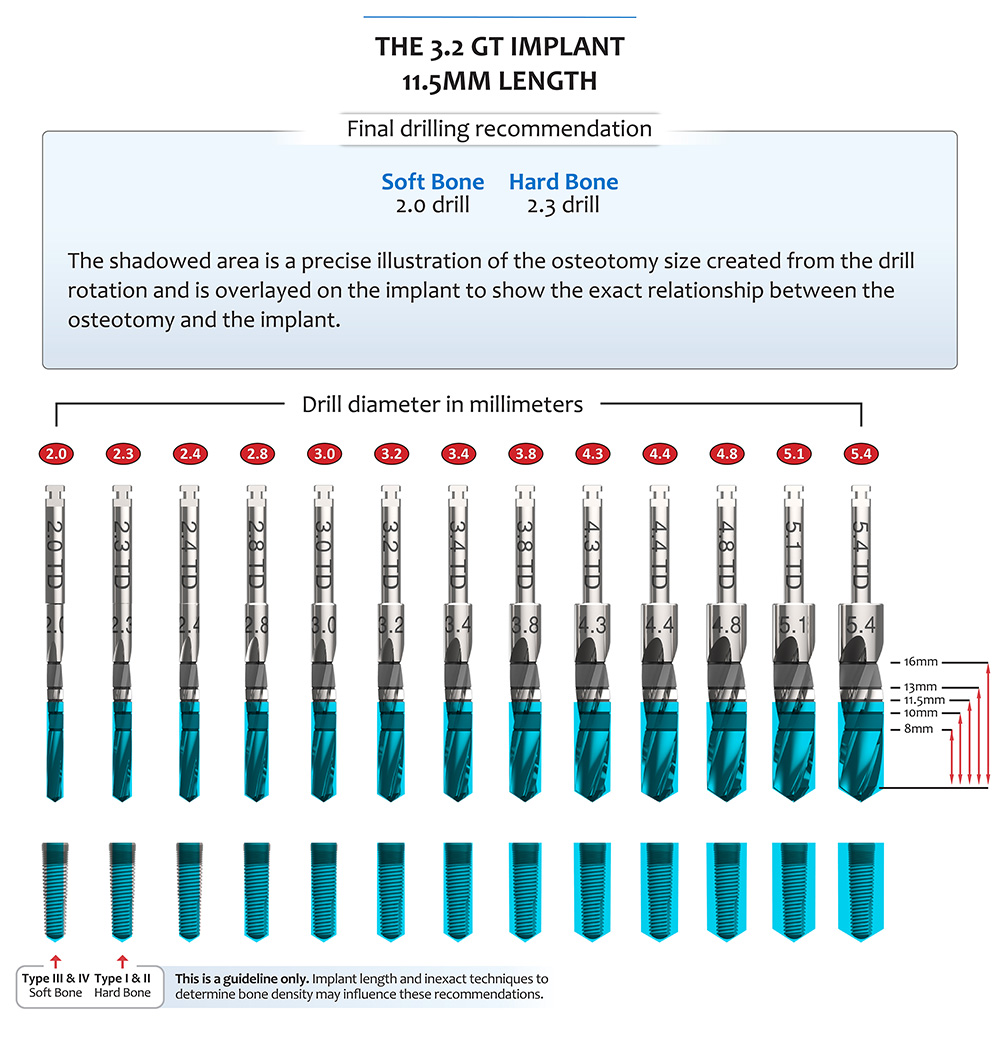 THE 3.2 GT IMPLANT
11.5MM LENGTH
Final drilling recommendation
Soft Bone Hard Bone
2.0 drill 2.3 drill
The shadowed area is a precise illustration of the osteotomy size created from the drill
rotation and is overlayed on the implant to show the exact relationship between the
osteotomy and the implant.
Drill diameter in millimeters
2.0 2.3 2.4 2.8 3.0 3.2 3.4 3.8 4.3 4.4 4.8 5.1 5.4
2.0 TD 2.3 TD 2.4 TD 2.8 TD 3.0 TD 3.2 TD 3.4 TD 3.8 TD 4.3 TD 4.4 TD 4.8 TD 5.1 TD 5.4 TD
2.0 2.3 2.4 2.8 3.0 3.2 3.4 3.8 4.3 4.4 4.8 5.1 5.4
16mm
13mm
11.5mm
10mm
8mm
Type III & IV Type I & II
Soft Bone Hard Bone
This is a guideline only. Implant length and inexact techniques to
determine bone density may influence these recommendations.